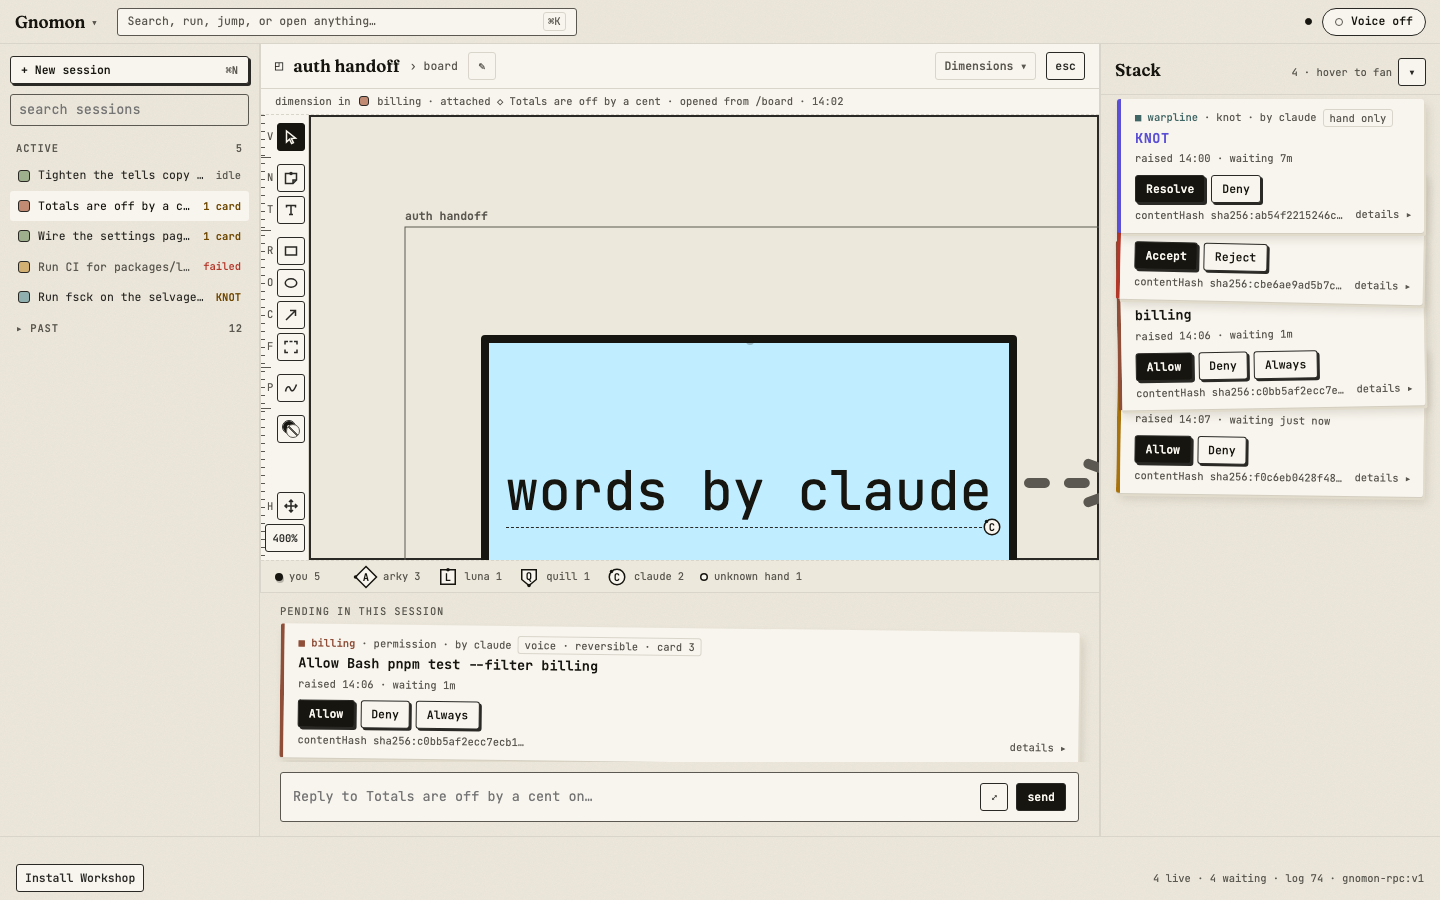 Gnomon ▾
Search, run, jump, or open anything… ⌘K
Voice off
+ New session ⌘N
search sessions
ACTIVE 5
Tighten the tells copy … idle
Totals are off by a c… 1 card
Wire the settings pag… 1 card
Run CI for packages/l… failed
Run fsck on the selvage… KNOT
▸ PAST 12
auth handoff › board ✎
Dimensions ▾ esc
dimension in billing · attached ◇ Totals are off by a cent · opened from /board · 14:02
V
N
T
R
O
C
F
P
H
400%
auth handoff
words by claude
C
you 5
A arky 3
L luna 1
Q quill 1
C claude 2
unknown hand 1
PENDING IN THIS SESSION
■ billing · permission · by claude voice · reversible · card 3
Allow Bash pnpm test --filter billing
raised 14:06 · waiting 1m
Allow Deny Always
contentHash sha256:c0bb5af2ecc7ecb1…
details ▸
Reply to Totals are off by a cent on…
⤢ send
Stack
4 · hover to fan ▾
■ warpline · knot · by claude hand only
KNOT
raised 14:00 · waiting 7m
Resolve Deny
contentHash sha256:ab54f2215246c… details ▸
Accept Reject
contentHash sha256:cbe6ae9ad5b7c… details ▸
billing
raised 14:06 · waiting 1m
Allow Deny Always
contentHash sha256:c0bb5af2ecc7e… details ▸
raised 14:07 · waiting just now
Allow Deny
contentHash sha256:f0c6eb0428f48… details ▸
Install Workshop
4 live · 4 waiting · log 74 · gnomon-rpc:v1